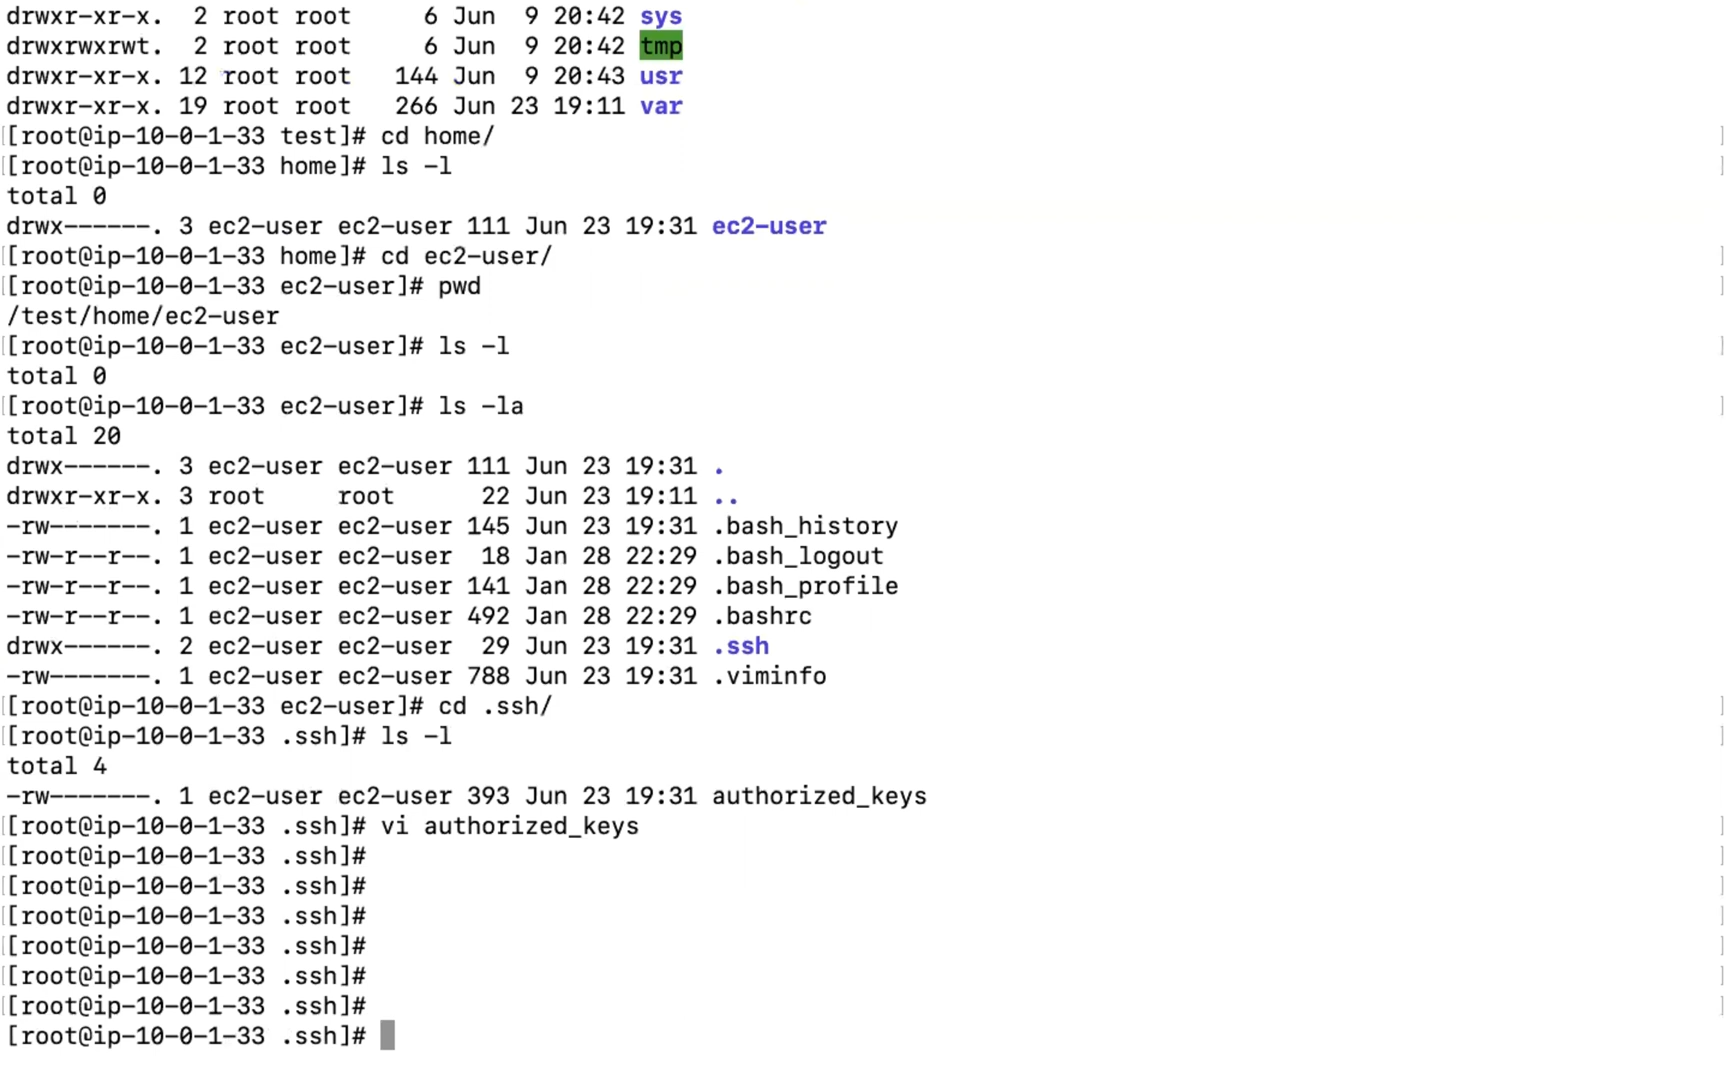 drwxr-xr-x.  2 root root     6 Jun  9 20:42 sys
drwxrwxrwt.  2 root root     6 Jun  9 20:42 tmp
drwxr-xr-x. 12 root root   144 Jun  9 20:43 usr
drwxr-xr-x. 19 root root   266 Jun 23 19:11 var
[root@ip-10-0-1-33 test]# cd home/
[root@ip-10-0-1-33 home]# ls -l
total 0
drwx------. 3 ec2-user ec2-user 111 Jun 23 19:31 ec2-user
[root@ip-10-0-1-33 home]# cd ec2-user/
[root@ip-10-0-1-33 ec2-user]# pwd
/test/home/ec2-user
[root@ip-10-0-1-33 ec2-user]# ls -l
total 0
[root@ip-10-0-1-33 ec2-user]# ls -la
total 20
drwx------. 3 ec2-user ec2-user 111 Jun 23 19:31 .
drwxr-xr-x. 3 root     root      22 Jun 23 19:11 ..
-rw-------. 1 ec2-user ec2-user 145 Jun 23 19:31 .bash_history
-rw-r--r--. 1 ec2-user ec2-user  18 Jan 28 22:29 .bash_logout
-rw-r--r--. 1 ec2-user ec2-user 141 Jan 28 22:29 .bash_profile
-rw-r--r--. 1 ec2-user ec2-user 492 Jan 28 22:29 .bashrc
drwx------. 2 ec2-user ec2-user  29 Jun 23 19:31 .ssh
-rw-------. 1 ec2-user ec2-user 788 Jun 23 19:31 .viminfo
[root@ip-10-0-1-33 ec2-user]# cd .ssh/
[root@ip-10-0-1-33 .ssh]# ls -l
total 4
-rw-------. 1 ec2-user ec2-user 393 Jun 23 19:31 authorized_keys
[root@ip-10-0-1-33 .ssh]# vi authorized_keys
[root@ip-10-0-1-33 .ssh]#
[root@ip-10-0-1-33 .ssh]#
[root@ip-10-0-1-33 .ssh]#
[root@ip-10-0-1-33 .ssh]#
[root@ip-10-0-1-33 .ssh]#
[root@ip-10-0-1-33 .ssh]#
[root@ip-10-0-1-33 .ssh]#